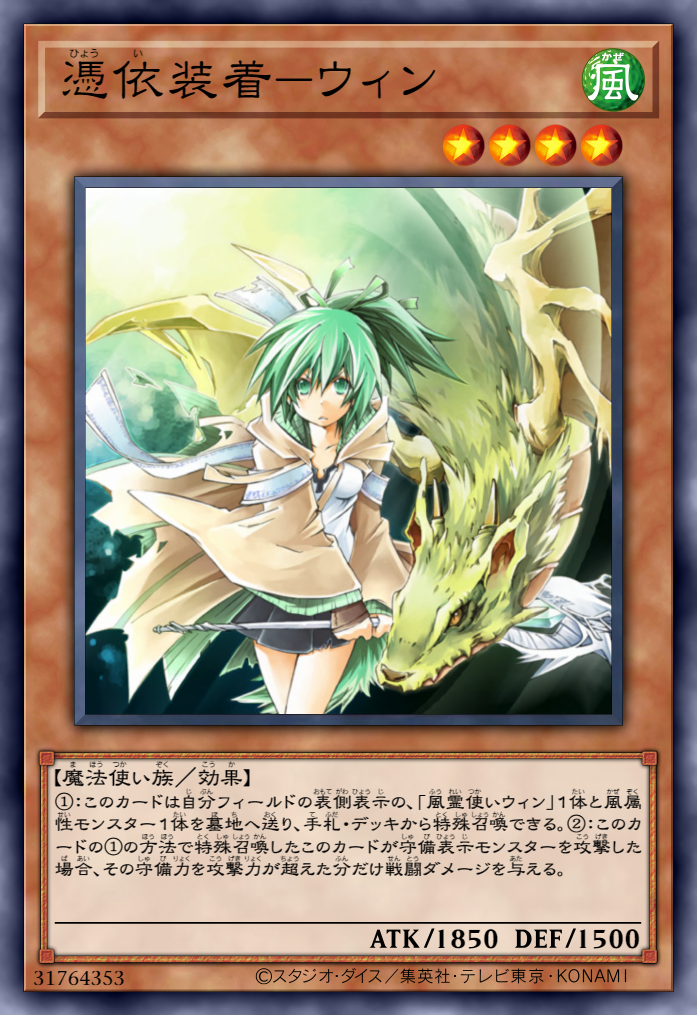 憑依装着－ウィン
風
【魔法使い族／効果】
①：このカードは自分フィールドの表側表示の、「風霊使いウィン」１体と風属
性モンスター１体を墓地へ送り、手札・デッキから特殊召喚できる。②：このカ
ードの①の方法で特殊召喚したこのカードが守備表示モンスターを攻撃した
場合、その守備力を攻撃力が超えた分だけ戦闘ダメージを与える。
ATK/1850 DEF/1500
31764353
©スタジオ・ダイス／集英社・テレビ東京・KONAMI